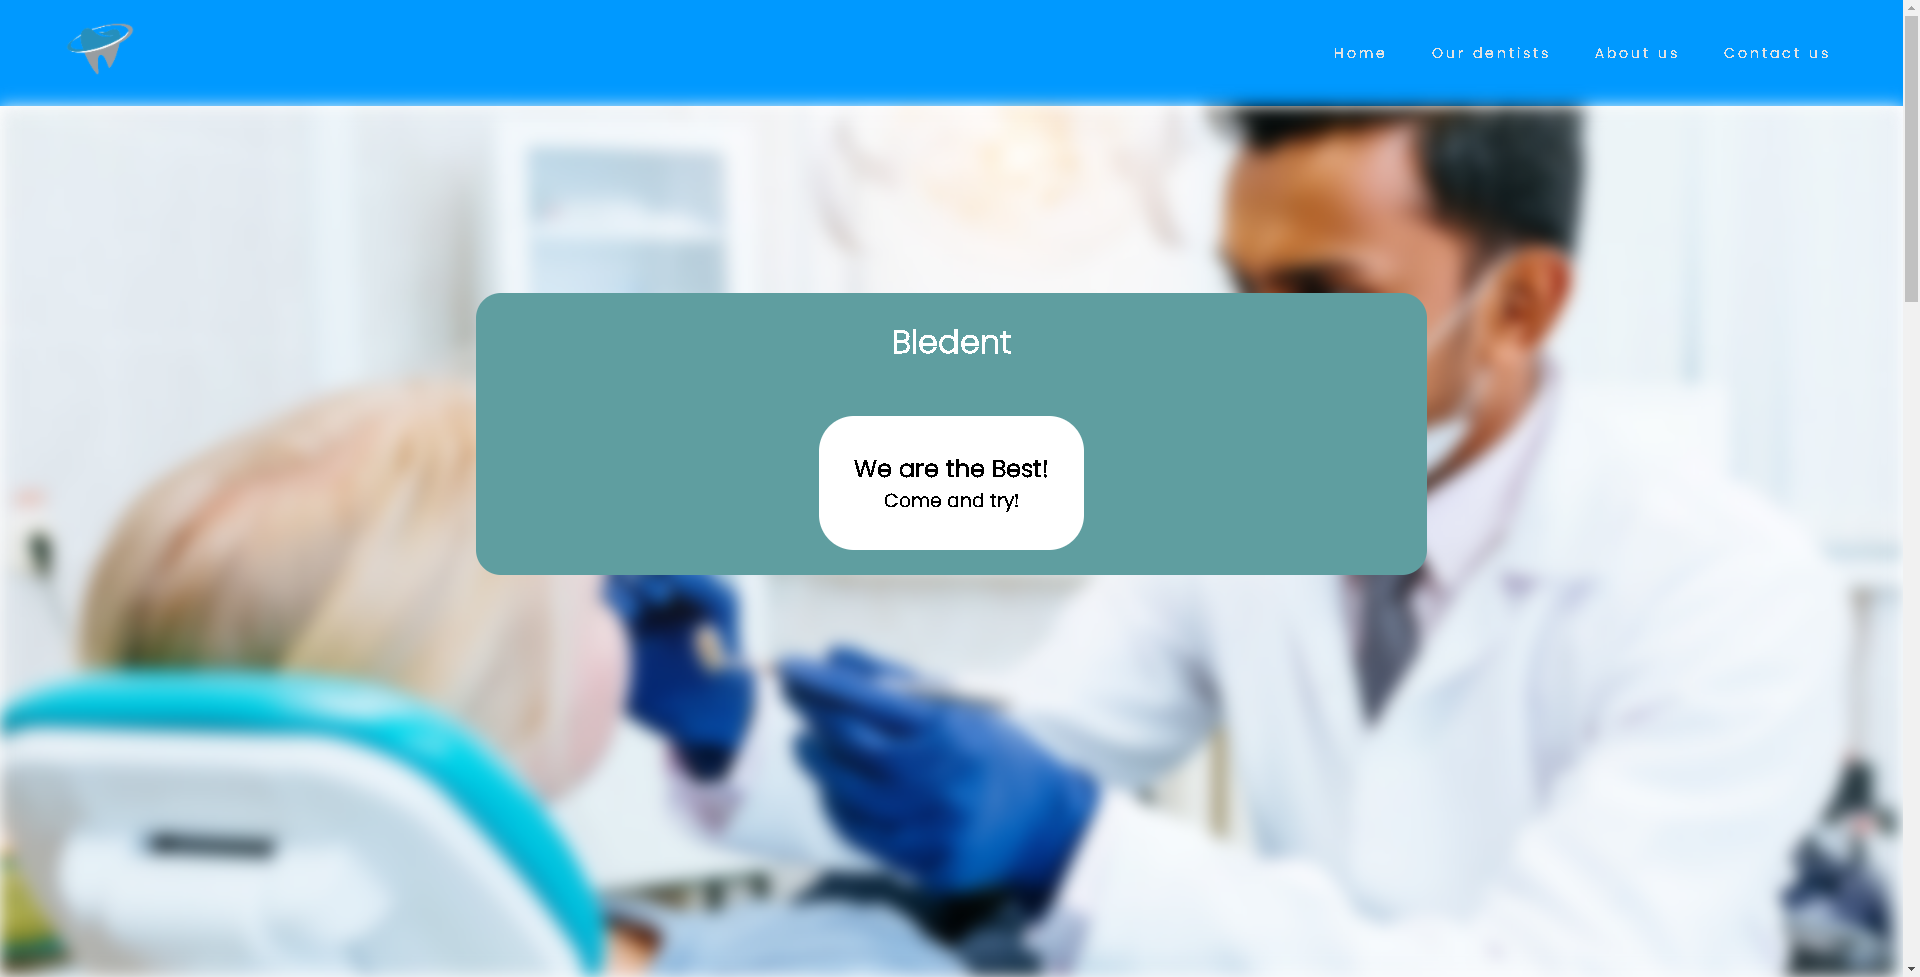 Home
Our dentists
About us
Contact us
Bledent
We are the Best!
Come and try!